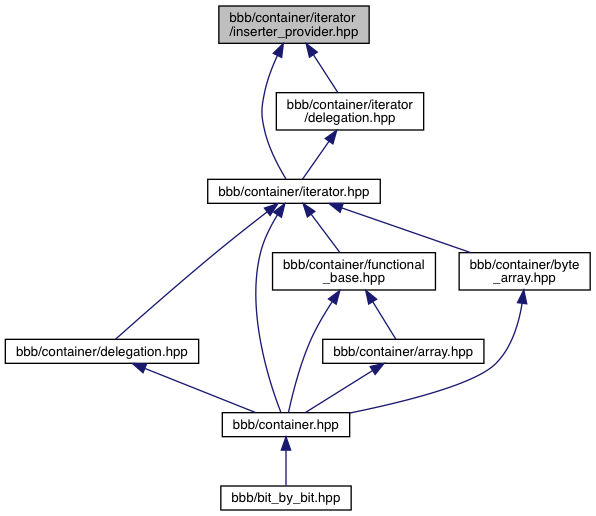 bbb/container/iterator
/inserter_provider.hpp
bbb/container/iterator
/delegation.hpp
bbb/container/iterator.hpp
bbb/container/functional
_base.hpp
bbb/container/byte
_array.hpp
bbb/container/delegation.hpp
bbb/container/array.hpp
bbb/container.hpp
bbb/bit_by_bit.hpp